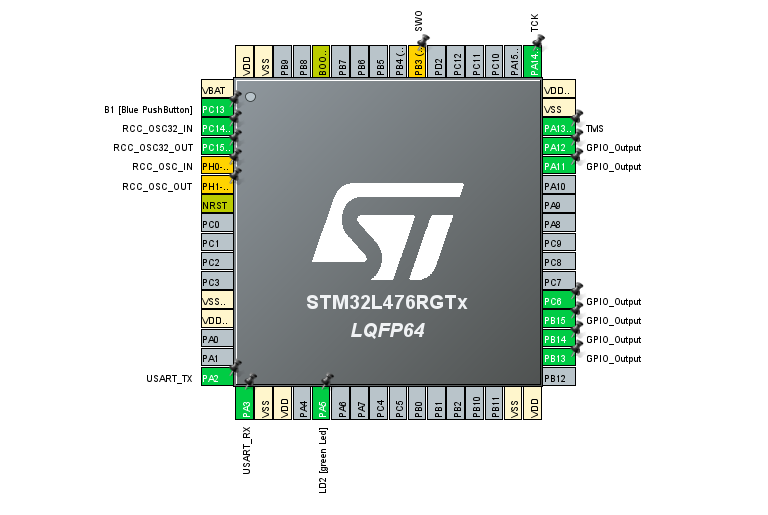 SWO
TCK
VDD
VSS
PB9
PB8
BOO..
PB7
PB6
PB5
PB4 (..
PB3 (..
PD2
PC12
PC11
PC10
PA15..
PA14..
VBAT
B1 [Blue PushButton]
PC13
RCC_OSC32_IN
PC14..
RCC_OSC32_OUT
PC15..
RCC_OSC_IN
PH0-..
RCC_OSC_OUT
PH1-..
NRST
PC0
PC1
PC2
PC3
VSS..
VDD..
PA0
PA1
USART_TX
PA2
ST
STM32L476RGTx
LQFP64
VDD..
VSS
PA13..
TMS
PA12
GPIO_Output
PA11
GPIO_Output
PA10
PA9
PA8
PC9
PC8
PC7
PC6
GPIO_Output
PB15
GPIO_Output
PB14
GPIO_Output
PB13
GPIO_Output
PB12
PA3
VSS
VDD
PA4
PA5
PA6
PA7
PC4
PC5
PB0
PB1
PB2
PB10
PB11
VSS
VDD
USART_RX
LD2 [green Led]